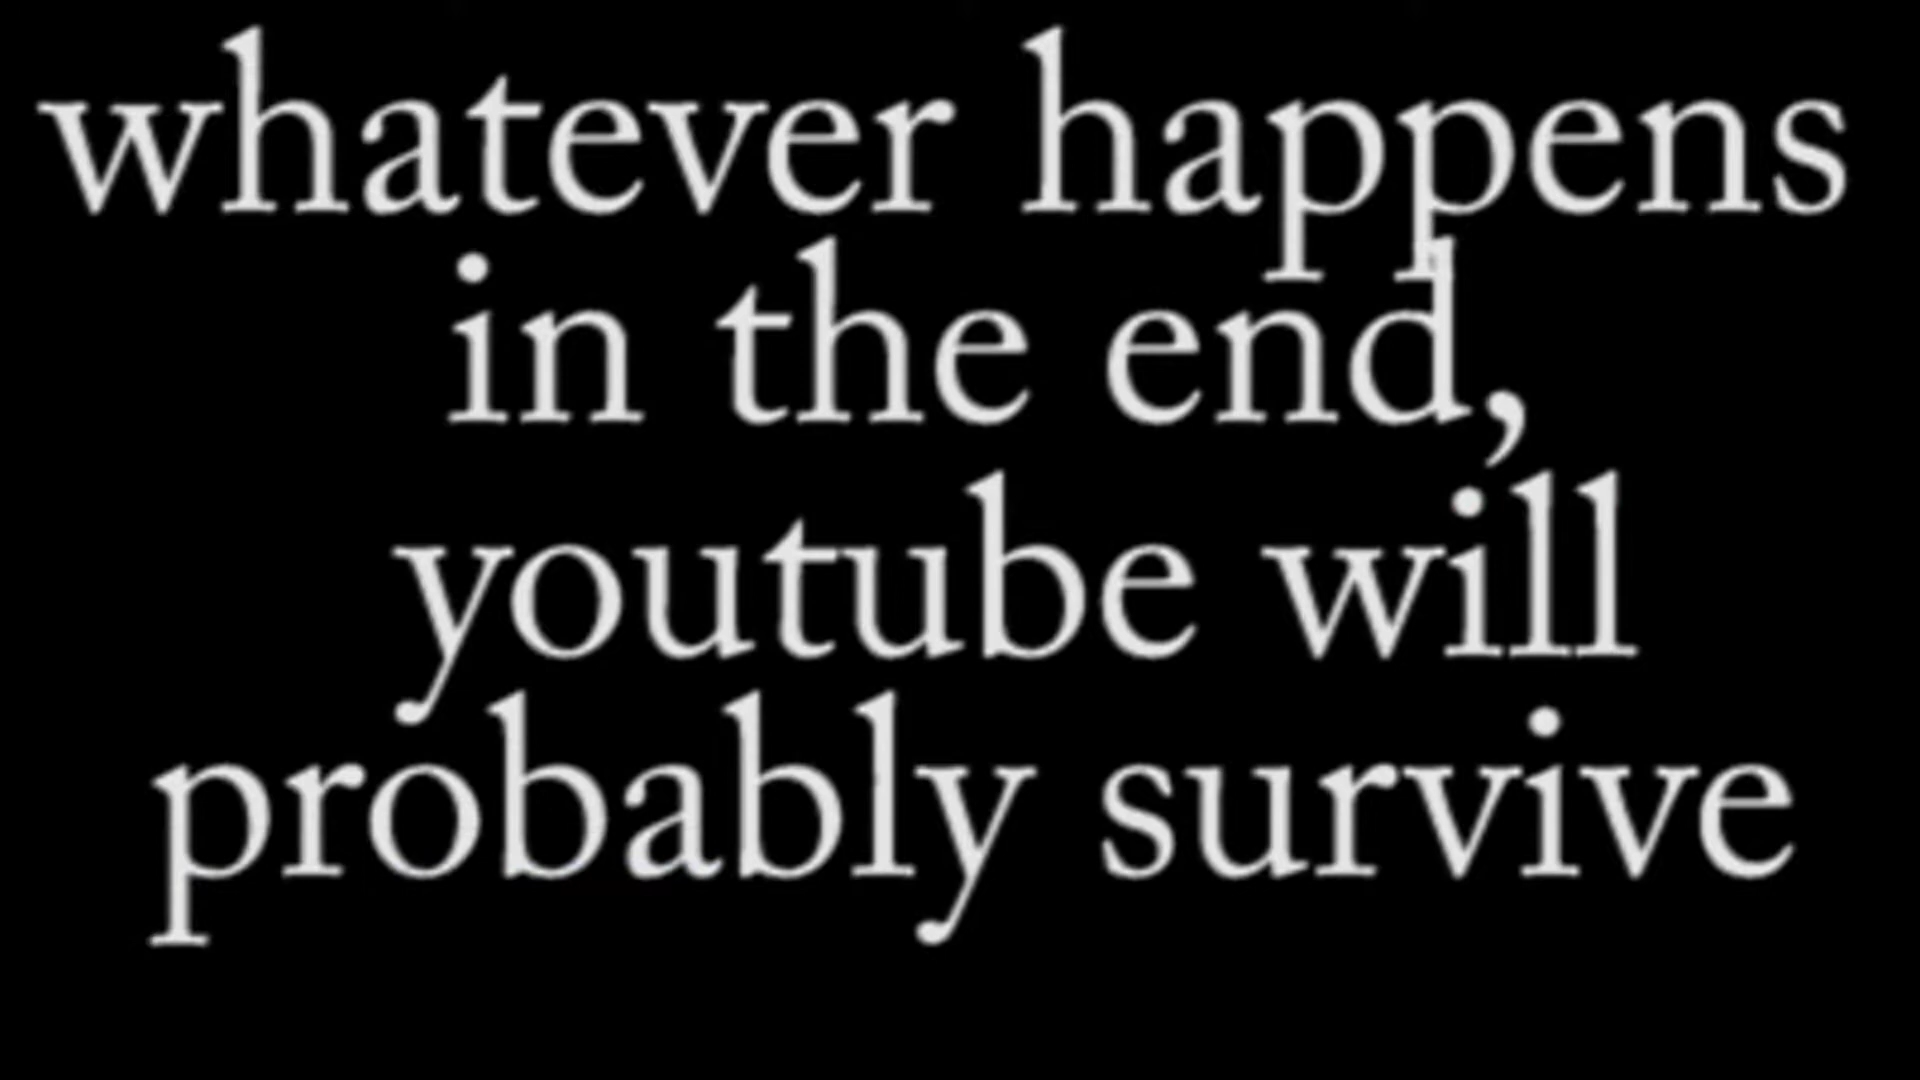 whatever happens
in the end,
youtube will
probably survive